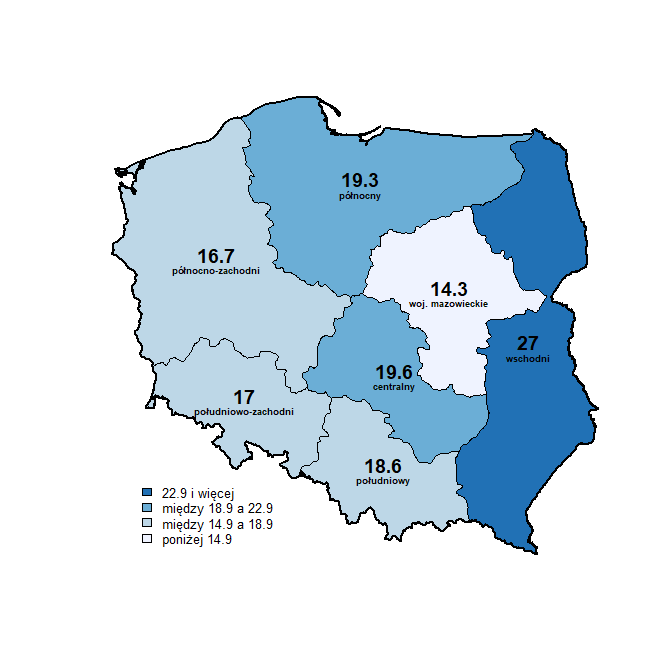 19.3
północny
16.7
północno-zachodni
14.3
woj. mazowieckie
27
wschodni
19.6
centralny
17
południowo-zachodni
18.6
południowy
22.9 i więcej
między 18.9 a 22.9
między 14.9 a 18.9
poniżej 14.9